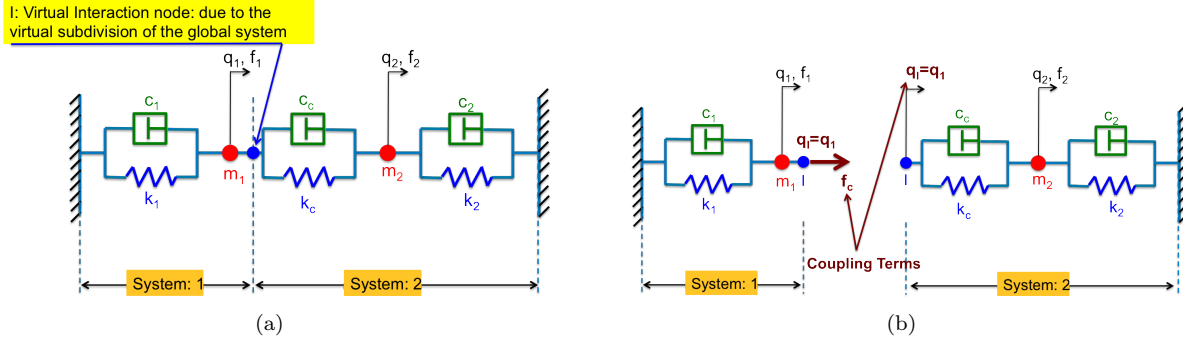 I: Virtual Interaction node: due to the
virtual subdivision of the global system
q1, f1
q2, f2
c1
cc
c2
m1
m2
k1
kc
k2
System: 1
System: 2
(a)
q1, f1
qI=q1
q2, f2
c1
qI=q1
cc
c2
m1
I
fc
I
m2
k1
kc
k2
Coupling Terms
System: 1
System: 2
(b)